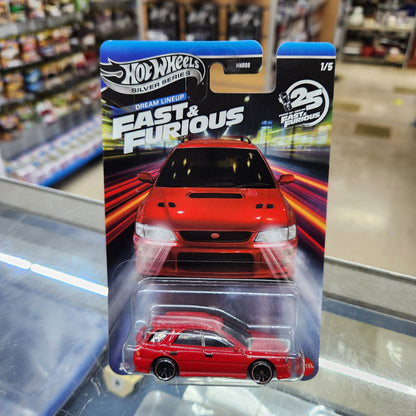 HOT WHEELS
SILVER SERIES
HNR88
1/5
DREAM LINEUP
FAST &
FURIOUS
25
FAST &
FURIOUS